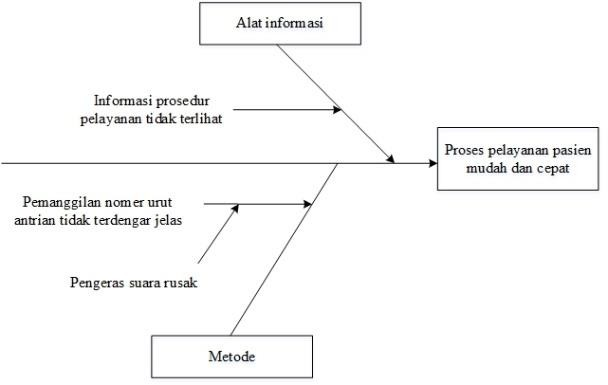 Alat informasi
Informasi prosedur
pelayanan tidak terlihat
Proses pelayanan pasien
mudah dan cepat
Pemanggilan nomer urut
antrian tidak terdengar jelas
Pengeras suara rusak
Metode